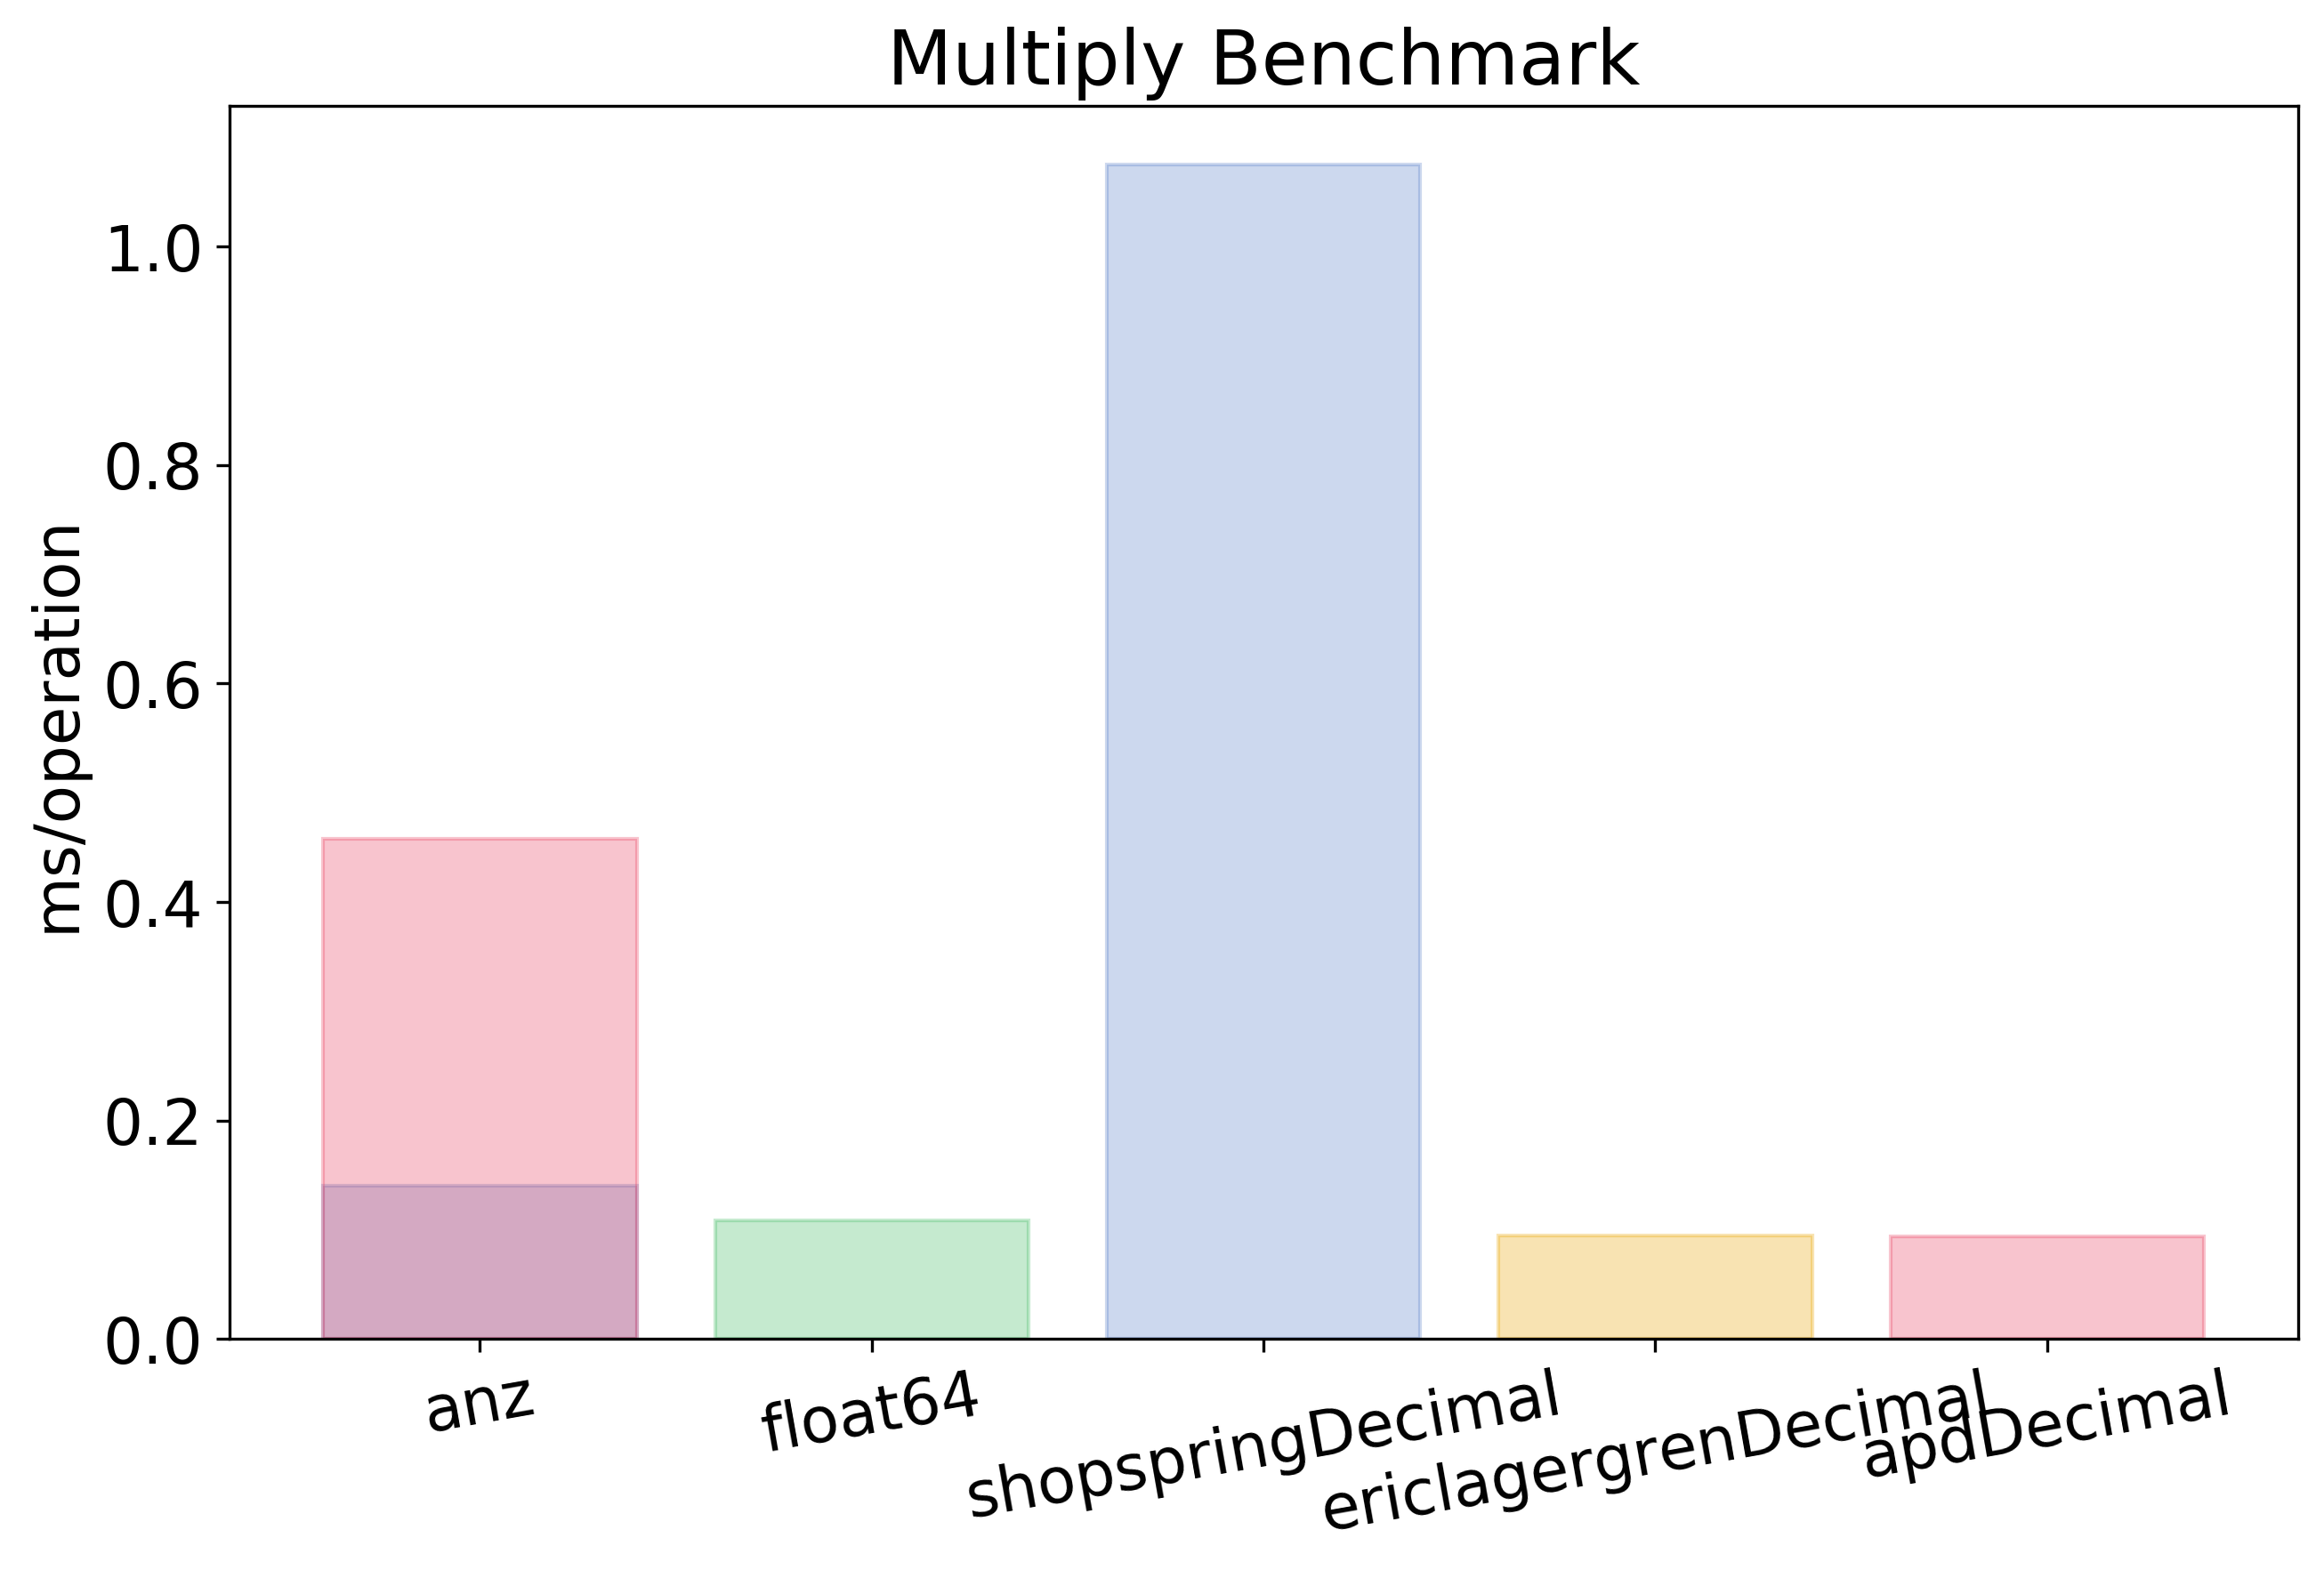 Multiply Benchmark
ms/operation
1.0
0.8
0.6
0.4
0.2
0.0
anz
float64
shopspringDecimal
ericlagergrenDecimal
apdDecimal